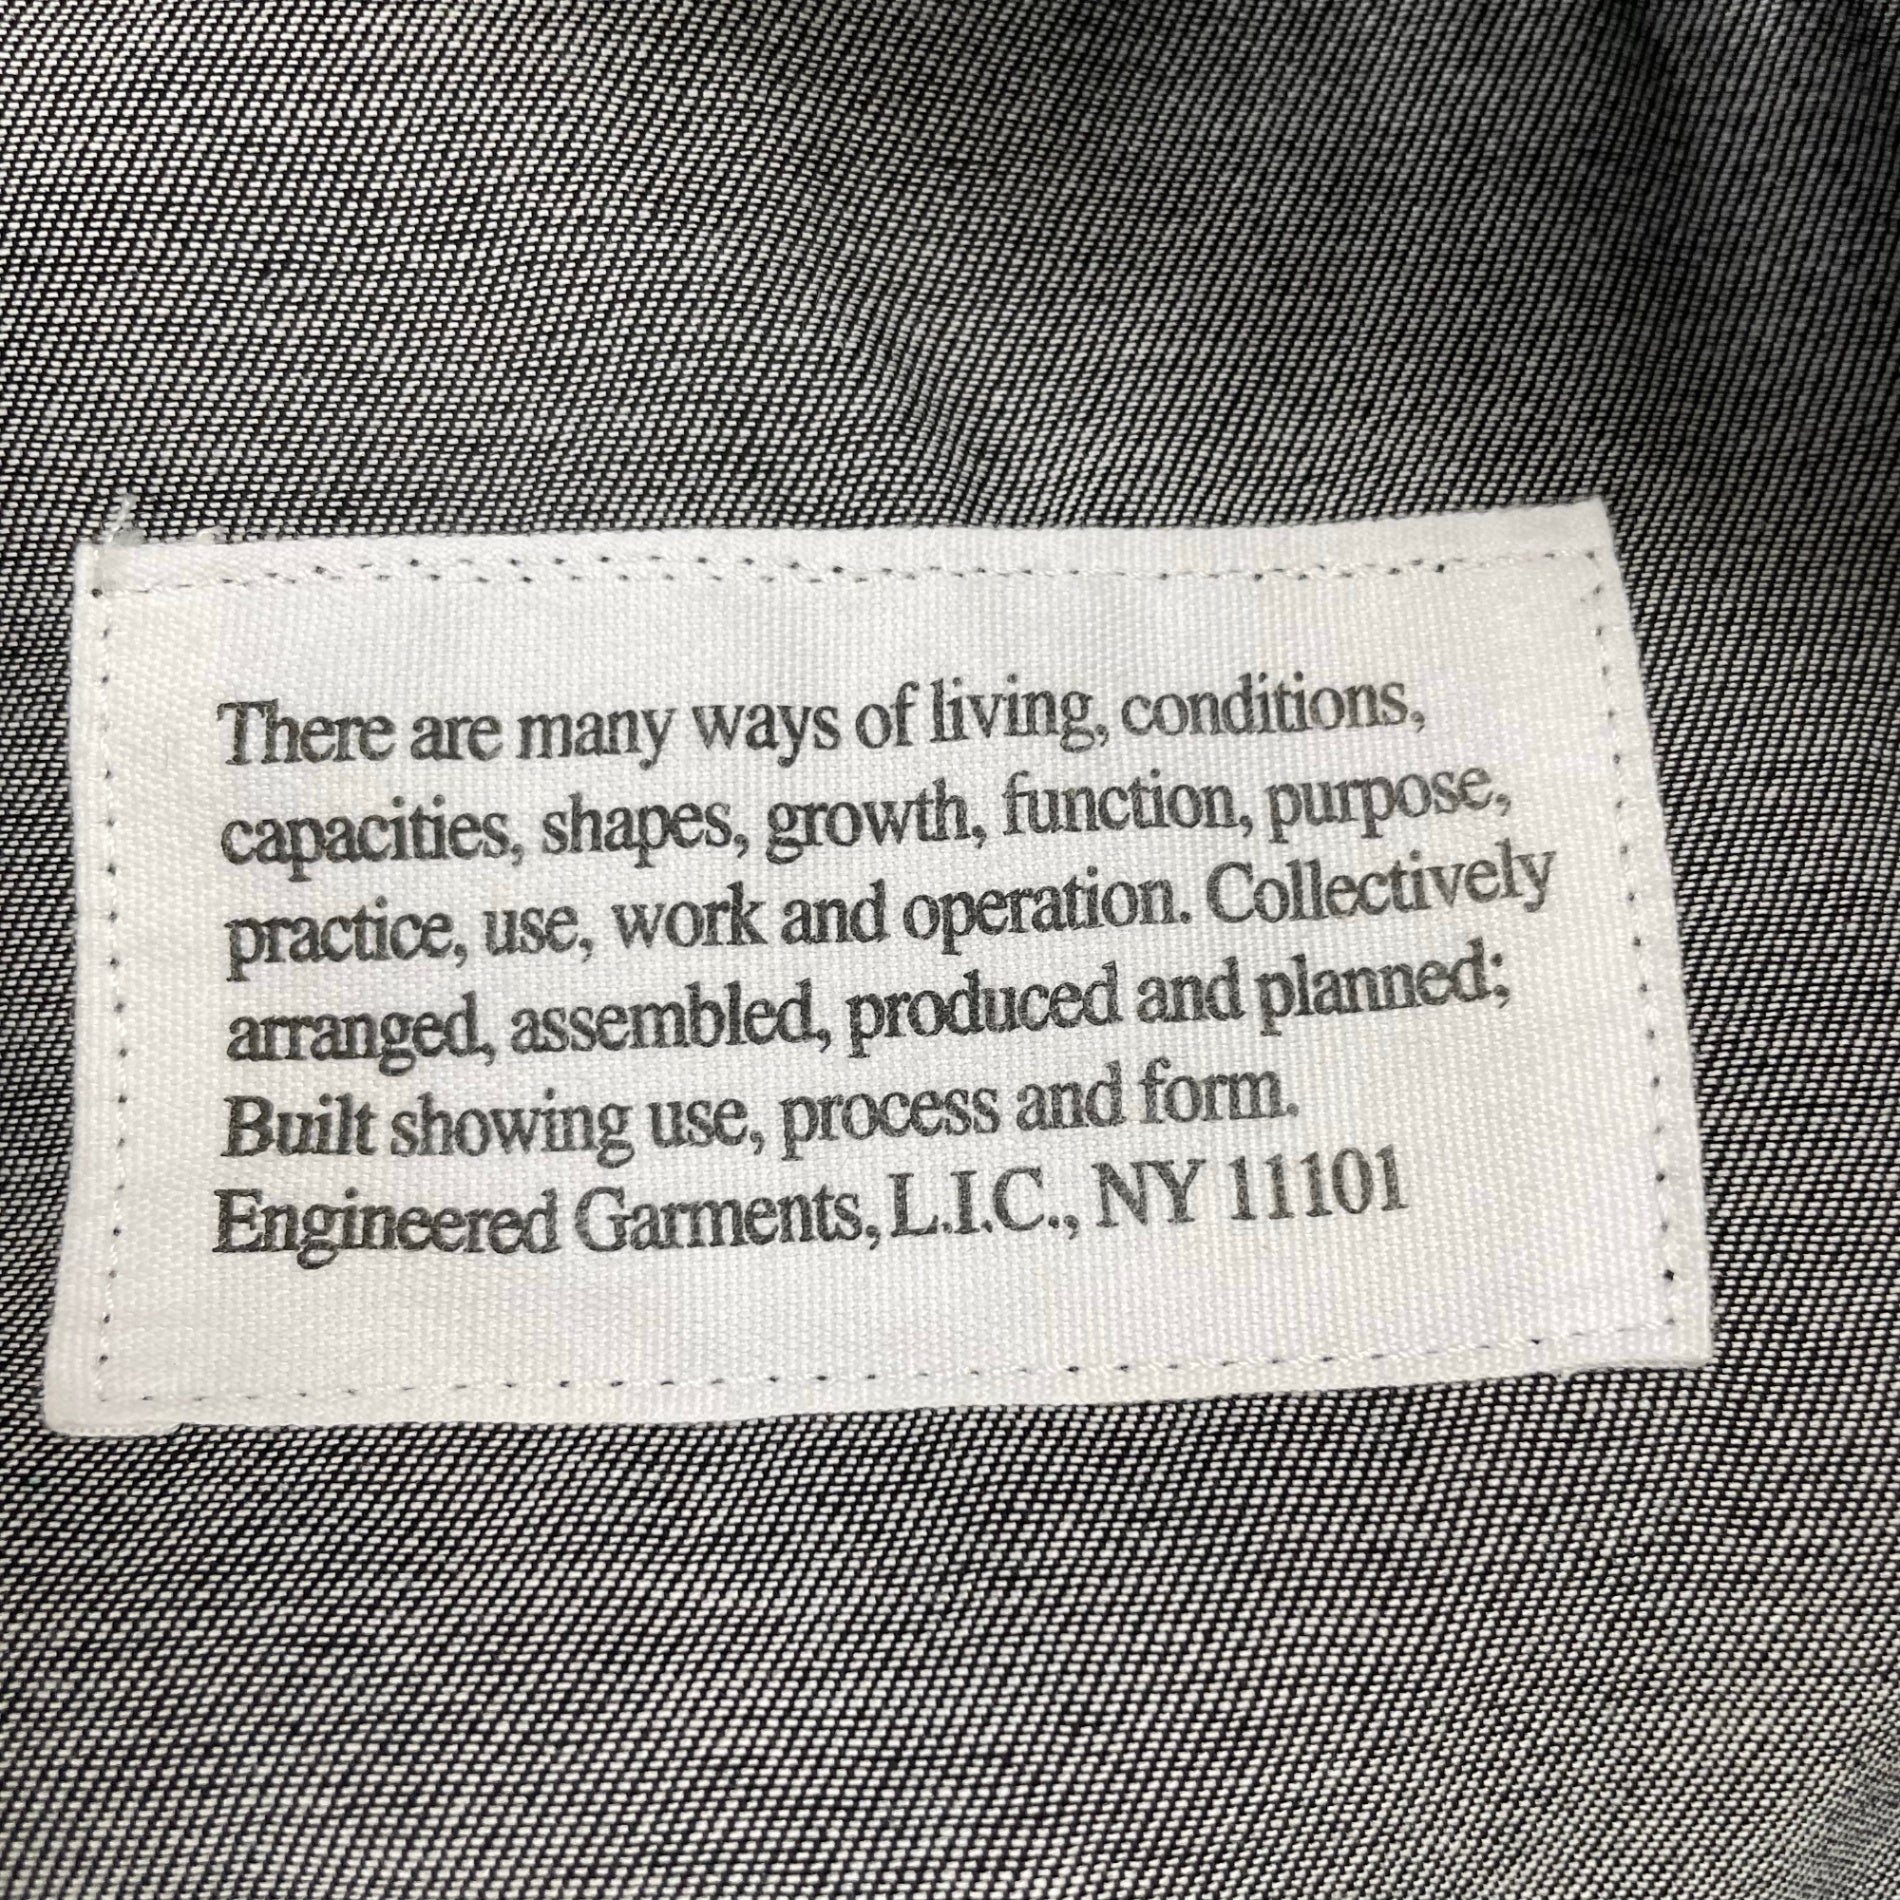 There are many ways of living, conditions,
capacities, shapes, growth, function, purpose,
practice, use, work and operation. Collectively
arranged, assembled, produced and planned;
Built showing use, process and form.
Engineered Garments, L.I.C., NY 11101